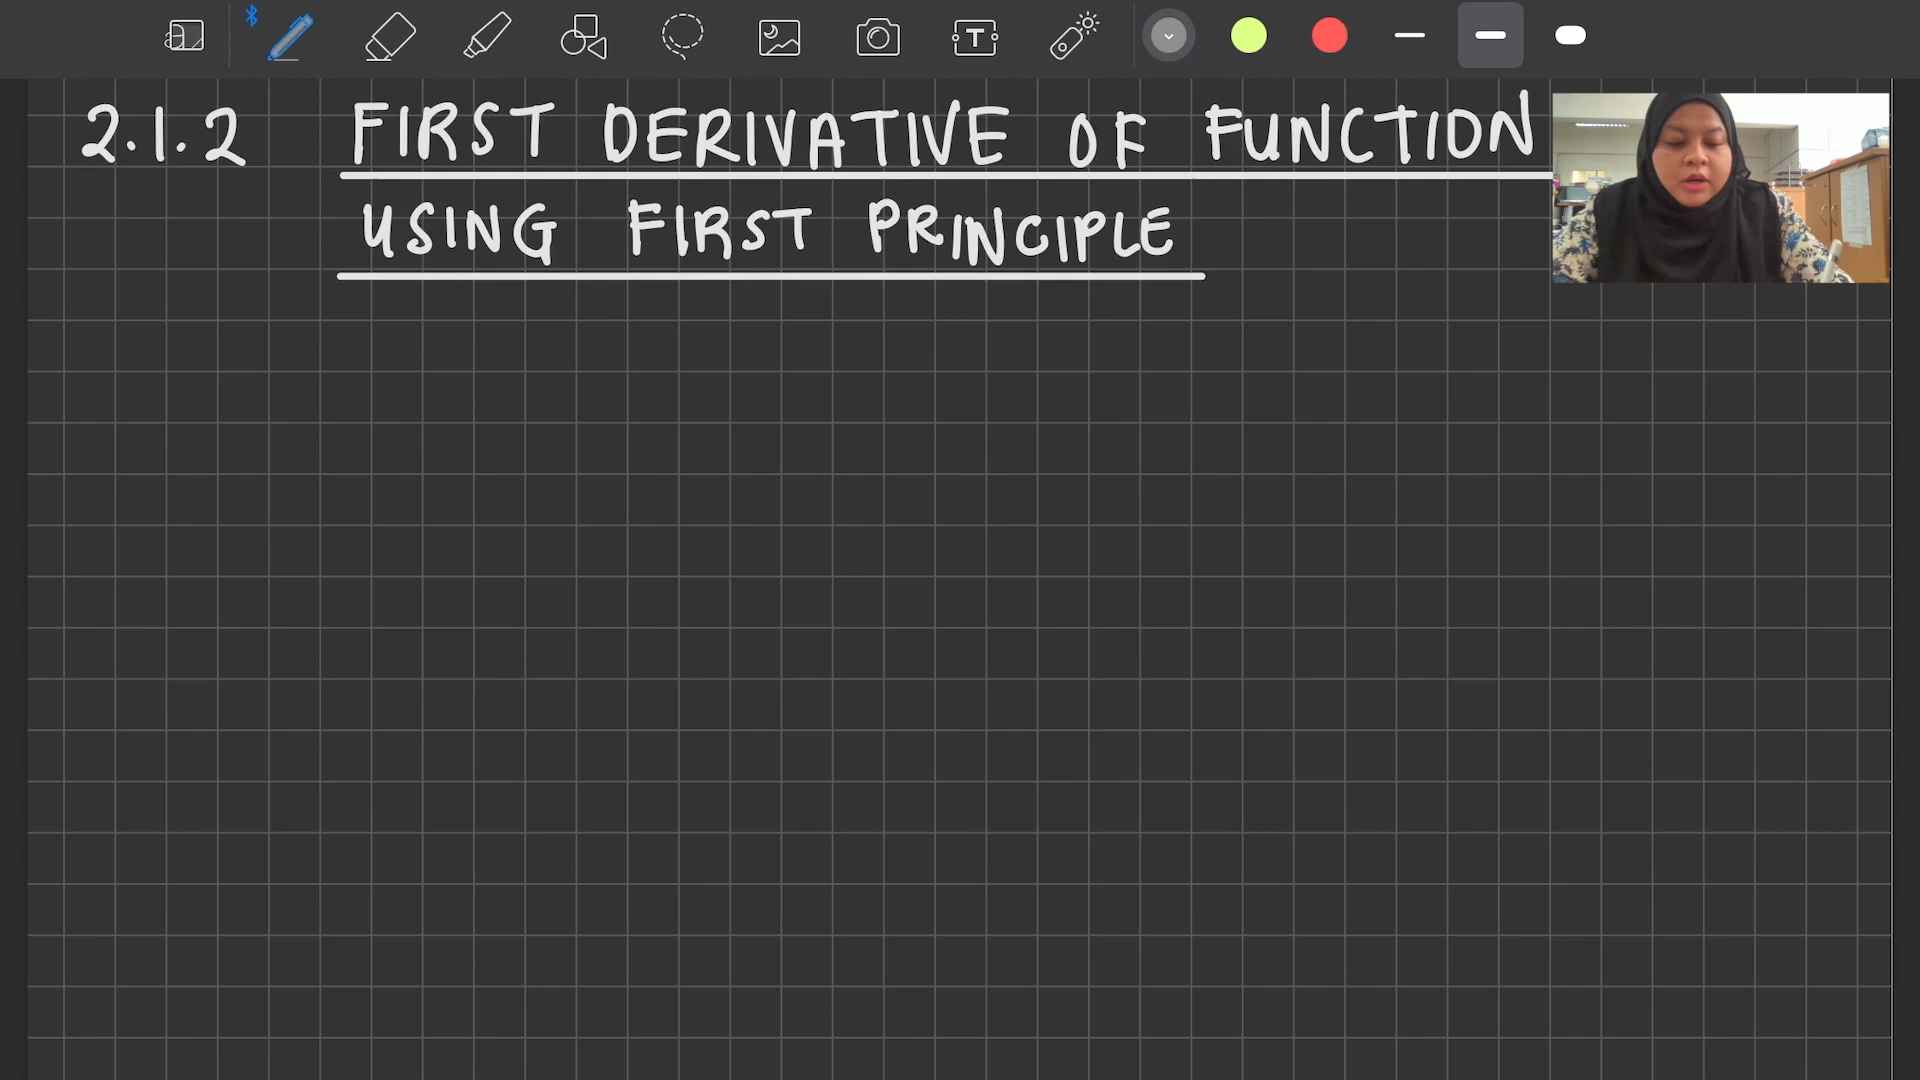 2.1.2 FIRST DERIVATIVE OF FUNCTION
USING FIRST PRINCIPLE